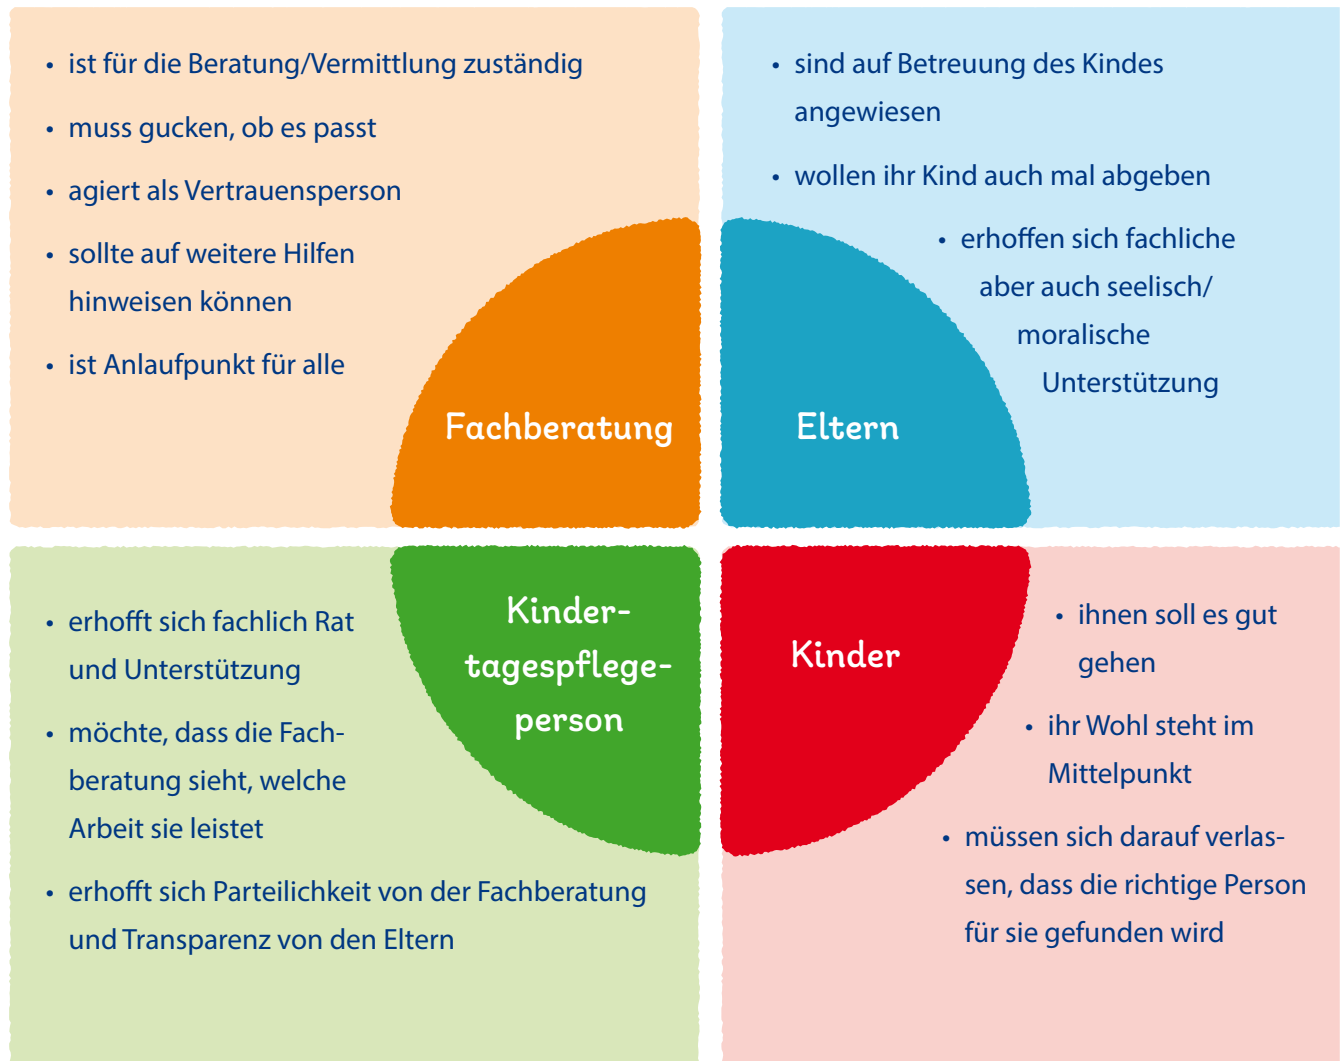 • ist für die Beratung/Vermittlung zuständig
• muss gucken, ob es passt
• agiert als Vertrauensperson
• sollte auf weitere Hilfen
hinweisen können
• ist Anlaufpunkt für alle
Fachberatung
• sind auf Betreuung des Kindes
angewiesen
• wollen ihr Kind auch mal abgeben
• erhoffen sich fachliche
aber auch seelisch/
moralische
Unterstützung
Eltern
• erhofft sich fachlich Rat
und Unterstützung
• möchte, dass die Fach-
beratung sieht, welche
Arbeit sie leistet
• erhofft sich Parteilichkeit von der Fachberatung
und Transparenz von den Eltern
Kinder-
tagespflege-
person
Kinder
• ihnen soll es gut
gehen
• ihr Wohl steht im
Mittelpunkt
• müssen sich darauf verlas-
sen, dass die richtige Person
für sie gefunden wird